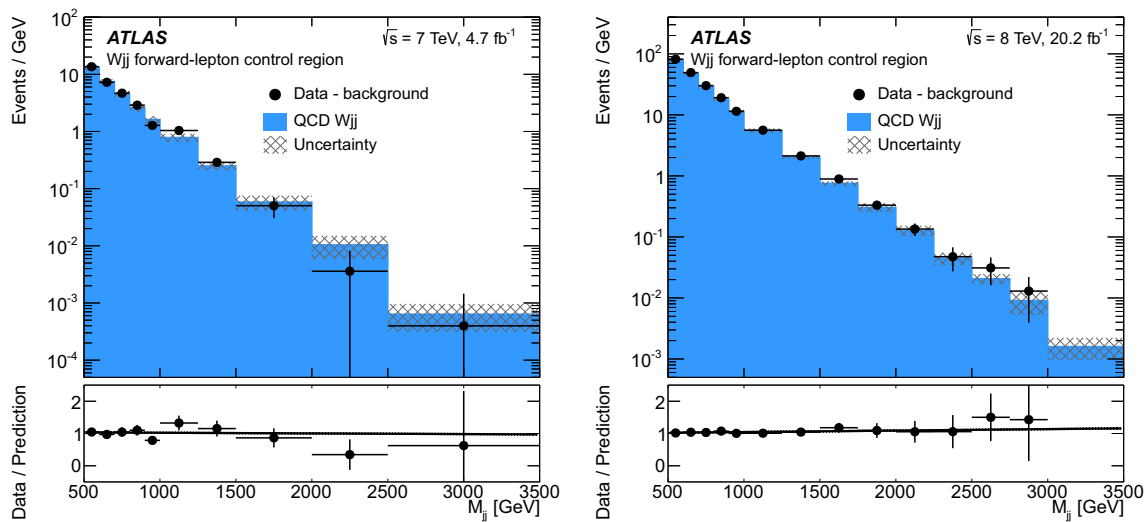 ATLAS
√s = 7 TeV, 4.7 fb⁻¹
Wjj forward-lepton control region
Data - background
QCD Wjj
Uncertainty
Events / GeV
10²
10
1
10⁻¹
10⁻²
10⁻³
10⁻⁴
Data / Prediction
2
1
0
500 1000 1500 2000 2500 3000 3500
M_jj [GeV]
ATLAS
√s = 8 TeV, 20.2 fb⁻¹
Wjj forward-lepton control region
Data - background
QCD Wjj
Uncertainty
Events / GeV
10²
10
1
10⁻¹
10⁻²
10⁻³
Data / Prediction
2
1
0
500 1000 1500 2000 2500 3000 3500
M_jj [GeV]